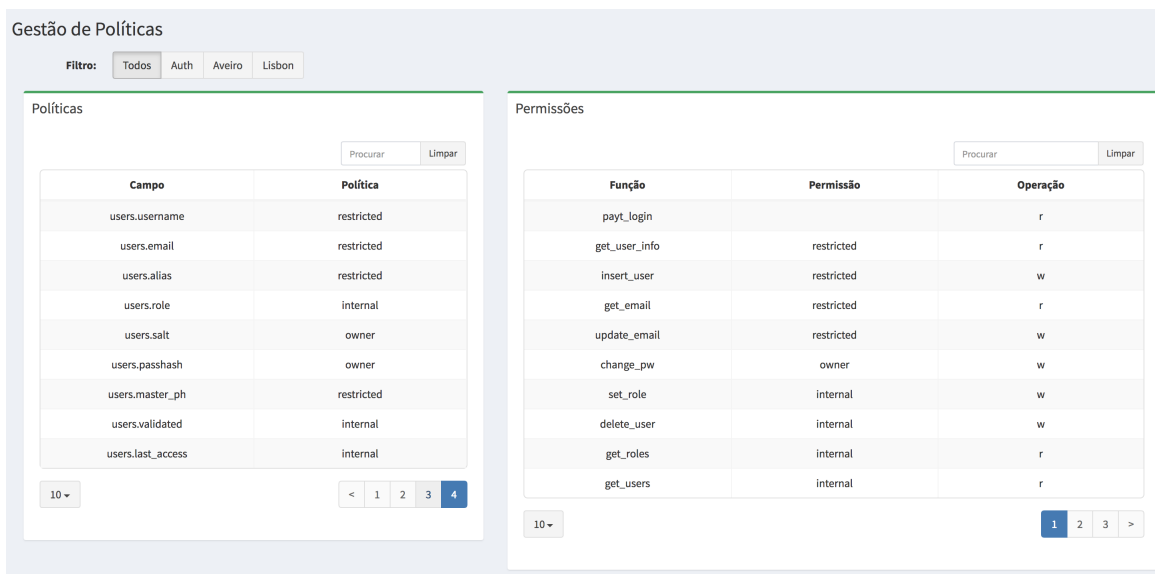 Gestão de Políticas
Filtro: Todos Auth Aveiro Lisbon
Políticas
Procurar Limpar
Campo Política
users.username restricted
users.email restricted
users.alias restricted
users.role internal
users.salt owner
users.passhash owner
users.master_ph restricted
users.validated internal
users.last_access internal
10 < 1 2 3 4
Permissões
Procurar Limpar
Função Permissão Operação
payt_login r
get_user_info restricted r
insert_user restricted w
get_email restricted r
update_email restricted w
change_pw owner w
set_role internal w
delete_user internal w
get_roles internal r
get_users internal r
10 1 2 3 >